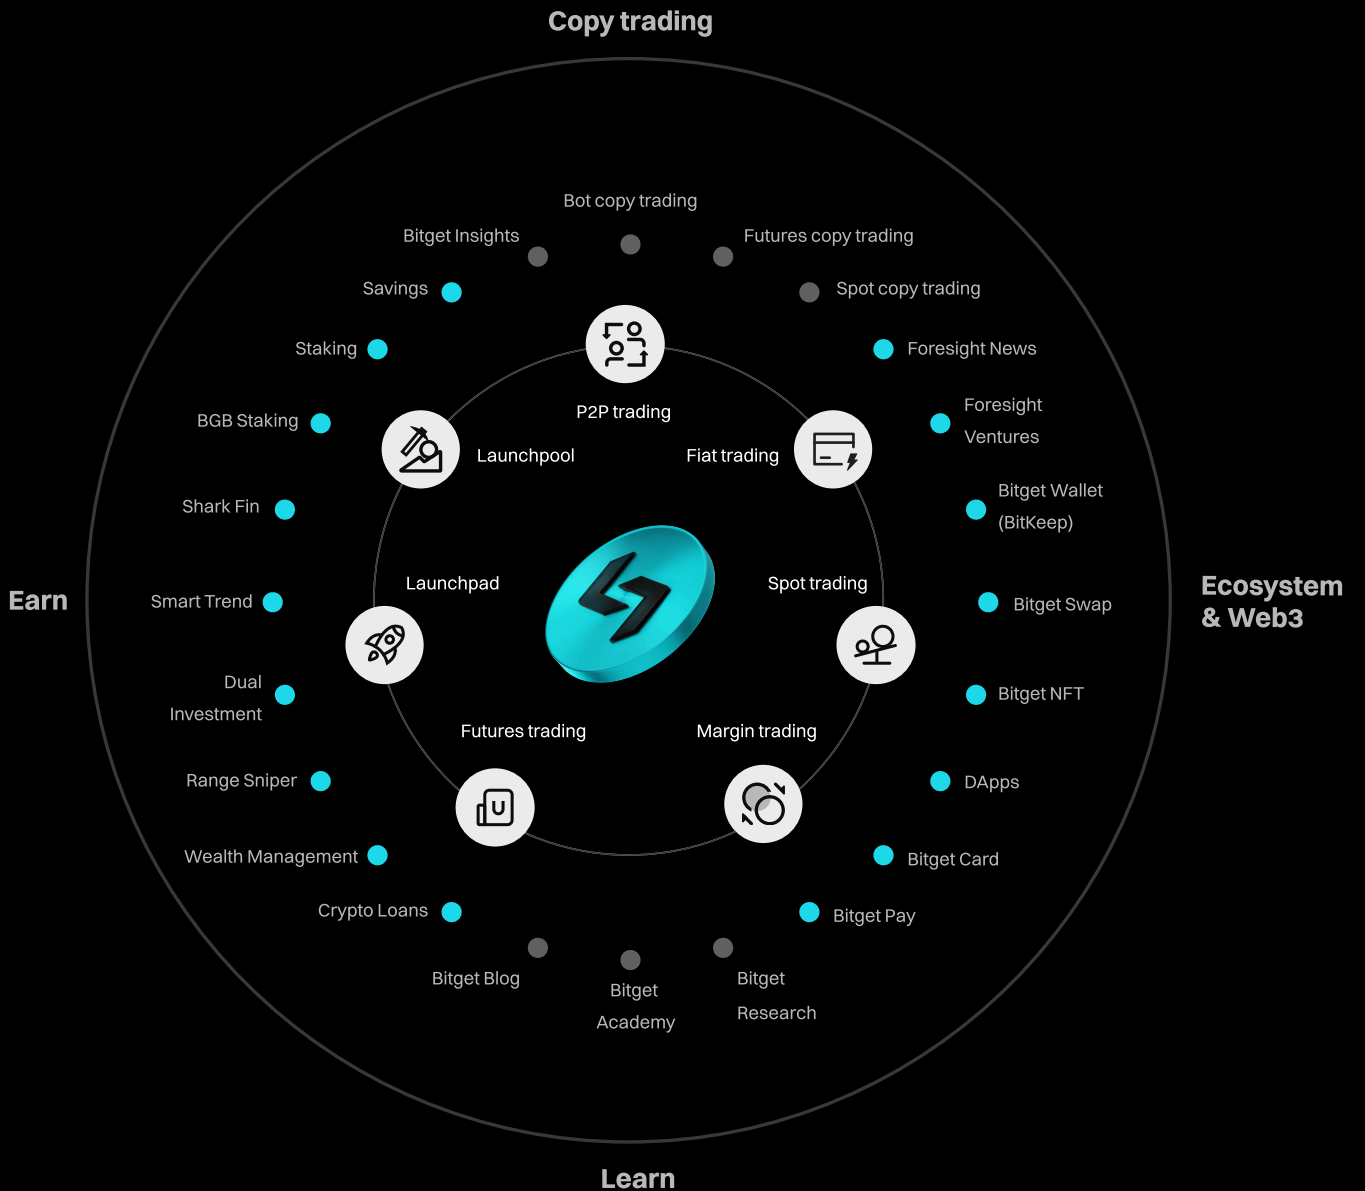 Copy trading
Bot copy trading
Bitget Insights
Futures copy trading
Savings
Spot copy trading
Staking
Foresight News
P2P trading
BGB Staking
Foresight
Ventures
Launchpool
Fiat trading
Shark Fin
Bitget Wallet
(BitKeep)
Launchpad
Spot trading
Earn
Smart Trend
Bitget Swap
Ecosystem
& Web3
Dual
Investment
Bitget NFT
Futures trading
Margin trading
Range Sniper
DApps
U
Wealth Management
Bitget Card
Crypto Loans
Bitget Pay
Bitget Blog
Bitget
Academy
Bitget
Research
Learn